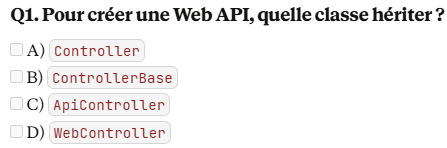 Q1. Pour créer une Web API, quelle classe hériter ?
A) Controller
B) ControllerBase
C) ApiController
D) WebController